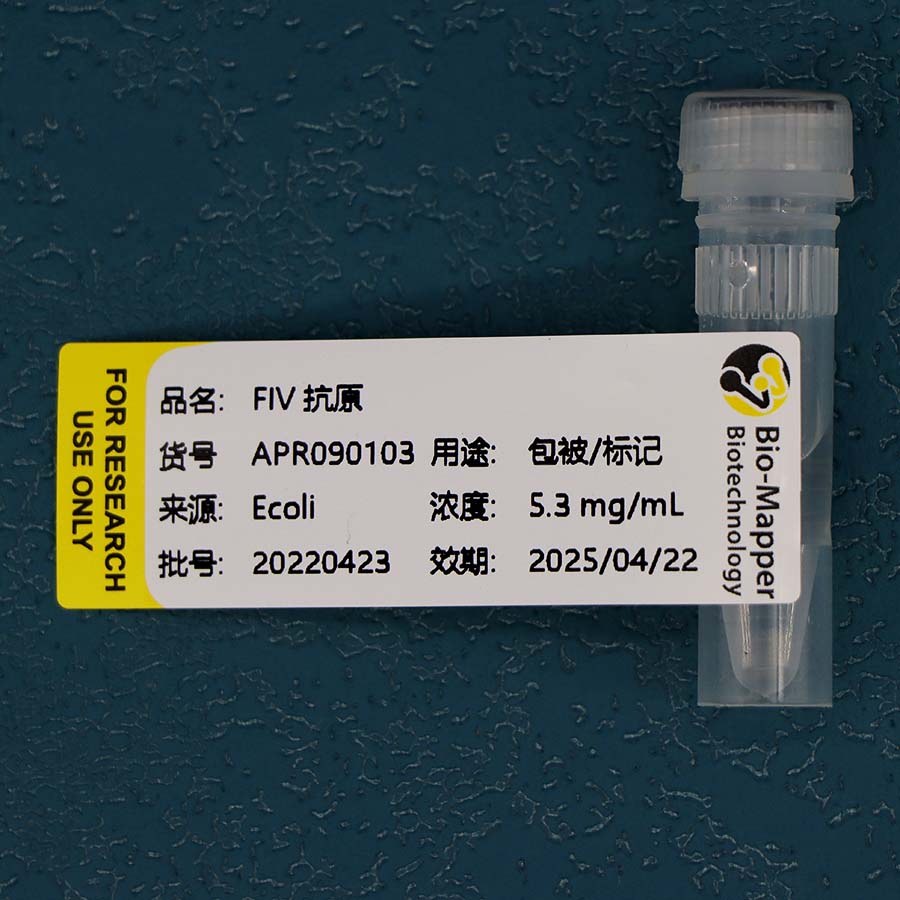 FOR RESEARCH
USE ONLY
品名: FIV 抗原
货号 APR090103 用途: 包被/标记
来源: Ecoli 浓度: 5.3 mg/mL
批号: 20220423 效期: 2025/04/22
Bio-Mapper
Biotechnology